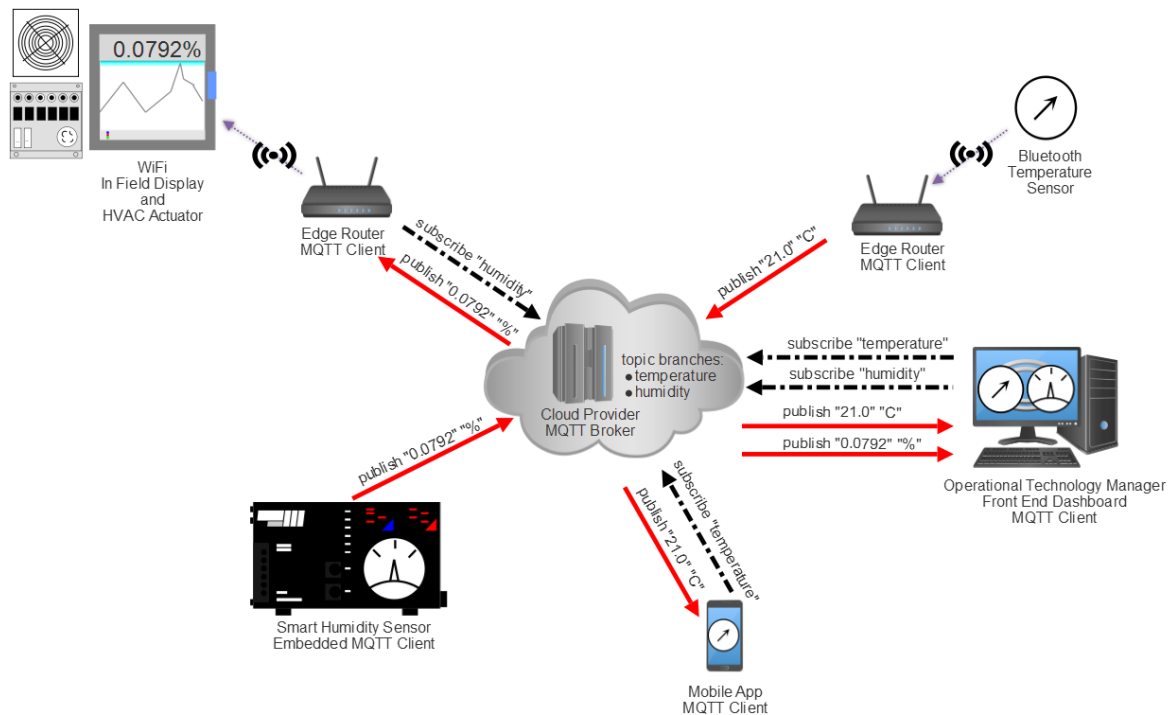 0.0792%
WiFi
In Field Display
and
HVAC Actuator
Edge Router
MQTT Client
subscribe "humidity"
publish "0.0792" "%"
Bluetooth
Temperature
Sensor
Edge Router
MQTT Client
publish "21.0" "C"
topic branches:
● temperature
● humidity
Cloud Provider
MQTT Broker
subscribe "temperature"
subscribe "humidity"
publish "21.0" "C"
publish "0.0792" "%"
Operational Technology Manager
Front End Dashboard
MQTT Client
publish "0.0792" "%"
Smart Humidity Sensor
Embedded MQTT Client
subscribe "temperature"
publish "21.0" "C"
Mobile App
MQTT Client